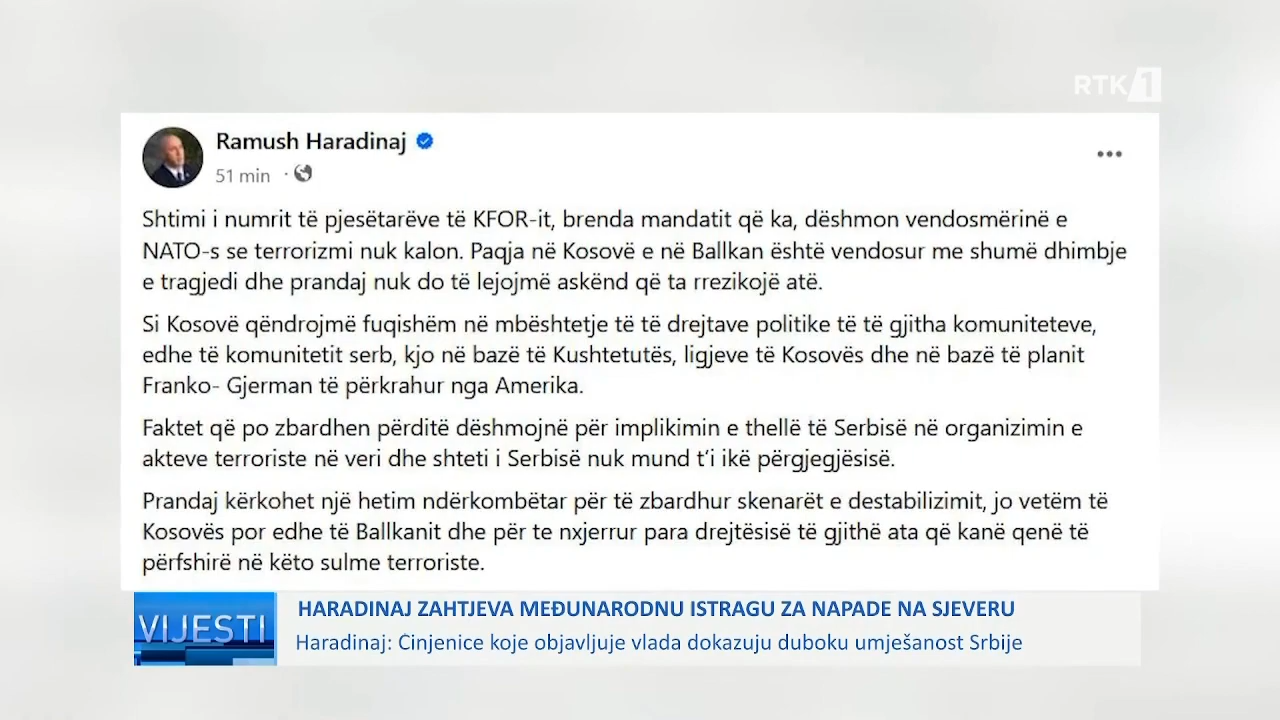 RTK 1
Ramush Haradinaj
51 min ·
Shtimi i numrit të pjesëtarëve të KFOR-it, brenda mandatit që ka, dëshmon vendosmërinë e
NATO-s se terrorizmi nuk kalon. Paqja në Kosovë e në Ballkan është vendosur me shumë dhimbje
e tragjedi dhe prandaj nuk do të lejojmë askënd që ta rrezikojë atë.
Si Kosovë qëndrojmë fuqishëm në mbështetje të të drejtave politike të të gjitha komuniteteve,
edhe të komunitetit serb, kjo në bazë të Kushtetutës, ligjeve të Kosovës dhe në bazë të planit
Franko- Gjerman të përkrahur nga Amerika.
Faktet që po zbardhen përditë dëshmojnë për implikimin e thellë të Serbisë në organizimin e
akteve terroriste në veri dhe shteti i Serbisë nuk mund t'i ikë përgjegjësisë.
Prandaj kërkohet një hetim ndërkombëtar për të zbardhur skenarët e destabilizimit, jo vetëm të
Kosovës por edhe të Ballkanit dhe për te nxjerrur para drejtësisë të gjithë ata që kanë qenë të
përfshirë në këto sulme terroriste.
VIJESTI
HARADINAJ ZAHTJEVA MEĐUNARODNU ISTRAGU ZA NAPADE NA SJEVERU
Haradinaj: Cinjenice koje objavljuje vlada dokazuju duboku umješanost Srbije